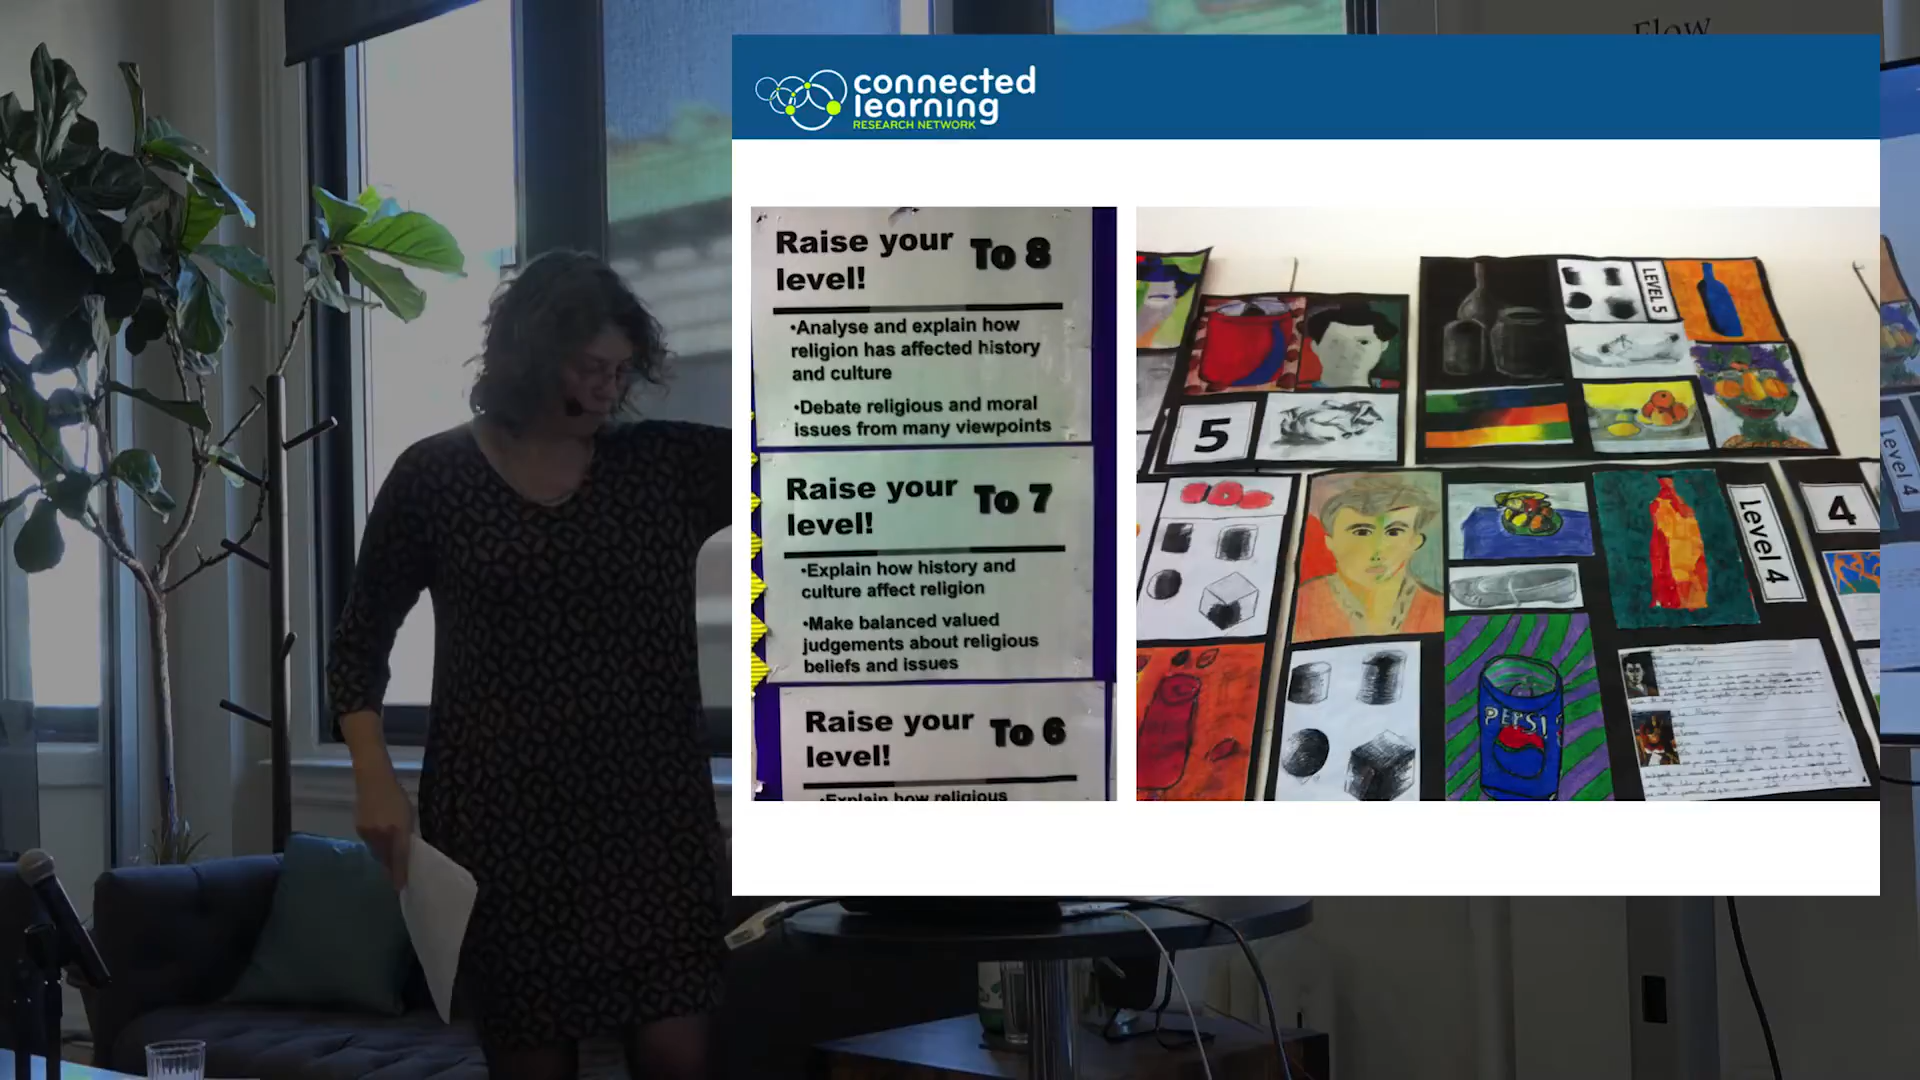 Flow
connected
learning
RESEARCH NETWORK
Raise your
level!
To 8
•Analyse and explain how
religion has affected history
and culture
•Debate religious and moral
issues from many viewpoints
Raise your
level!
To 7
•Explain how history and
culture affect religion
•Make balanced valued
judgements about religious
beliefs and issues
Raise your
level!
To 6
•Explain how religious
LEVEL 5
5
Level 4
4
PEPSI
Level 4